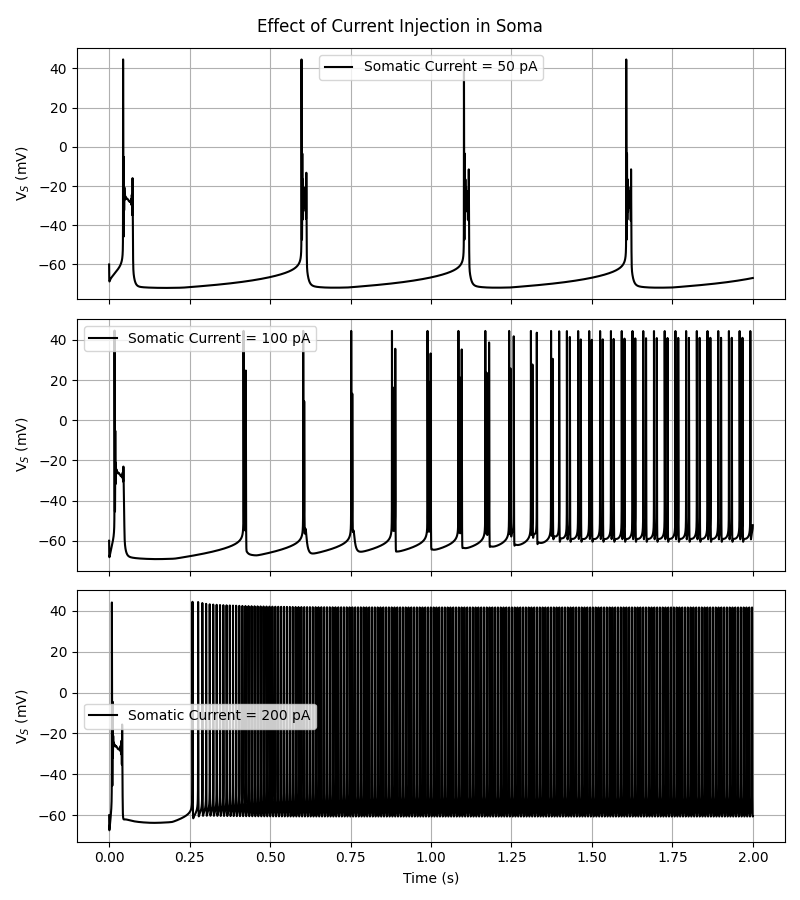 Effect of Current Injection in Soma
Somatic Current = 50 pA
V_S (mV)
40
20
0
−20
−40
−60
Somatic Current = 100 pA
V_S (mV)
40
20
0
−20
−40
−60
Somatic Current = 200 pA
V_S (mV)
40
20
0
−20
−40
−60
0.00 0.25 0.50 0.75 1.00 1.25 1.50 1.75 2.00
Time (s)